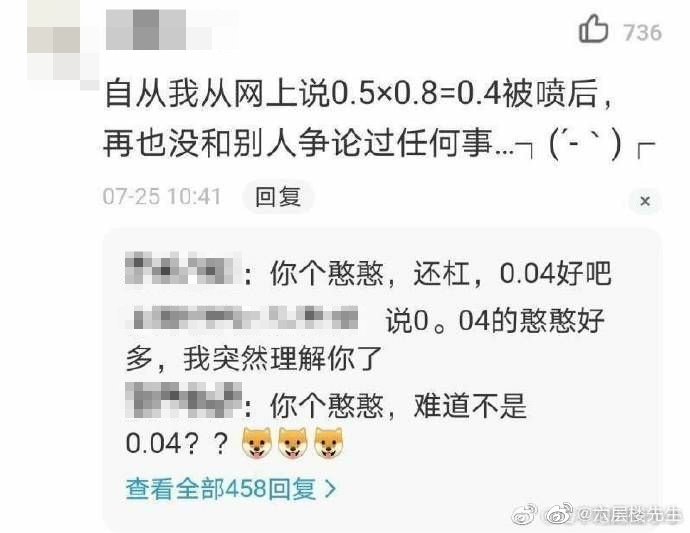 736
自从我从网上说0.5×0.8=0.4被喷后，
再也没和别人争论过任何事...┐(´-｀)┌
07-25 10:41 回复 ×
：你个憨憨，还杠，0.04好吧
说0。04的憨憨好
多，我突然理解你了
：你个憨憨，难道不是
0.04？？
查看全部458回复 >
@六层楼先生